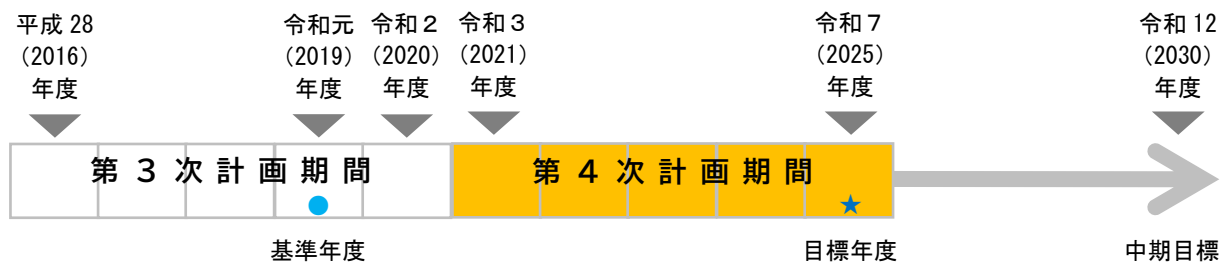 平成 28 令和元 令和２ 令和３ 令和７ 令和 12
(2016) (2019) (2020) (2021) (2025) (2030)
年度 年度 年度 年度 年度 年度
第３次計画期間 第４次計画期間
基準年度 目標年度 中期目標